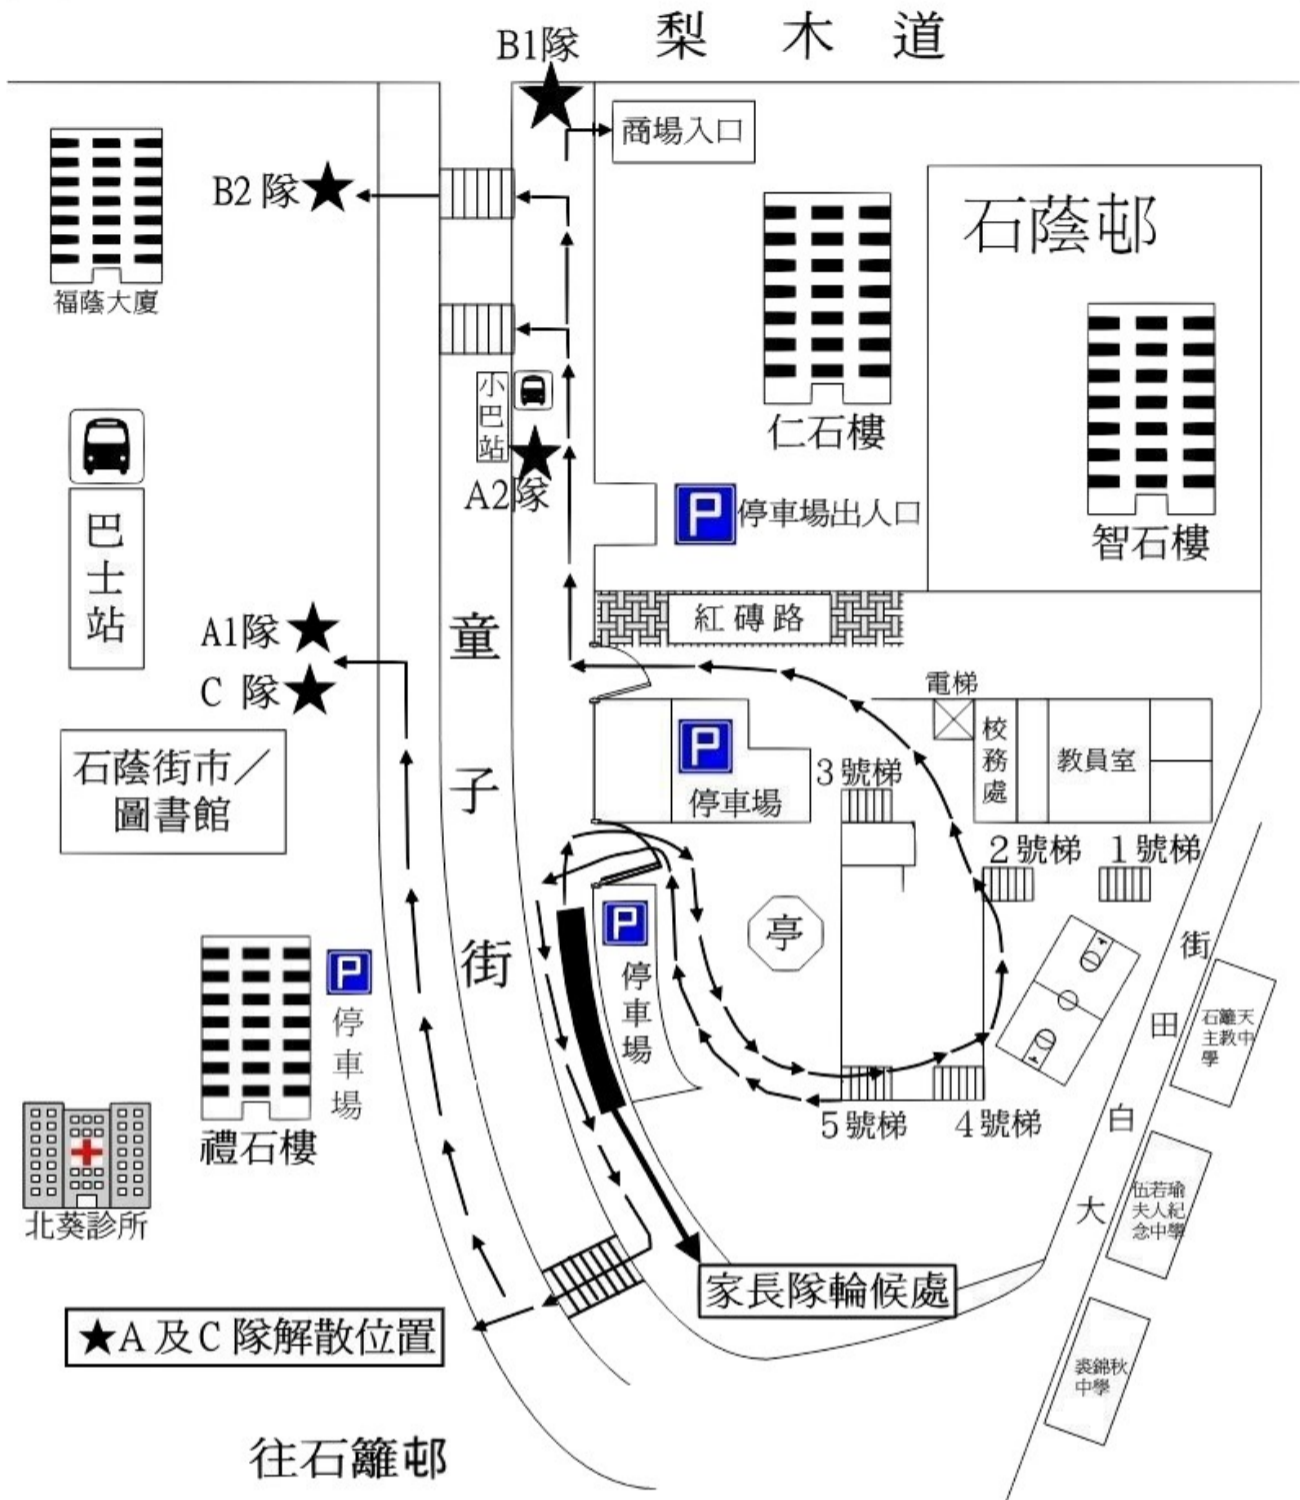 梨木道
B1隊
商場入口
B2隊
石蔭邨
福蔭大廈
小巴站
仁石樓
A2隊
P
停車場出入口
智石樓
巴士站
紅磚路
A1隊
C 隊
童子街
電梯
校務處
教員室
P
停車場
3號梯
石蔭街市／
圖書館
2號梯
1號梯
亭
P
停車場
P
停車場
禮石樓
5號梯
4號梯
大白田街
石籬天
主教中
學
伍若瑜
夫人紀
念中學
裘錦秋
中學
北葵診所
家長隊輪候處
★A及C隊解散位置
往石籬邨